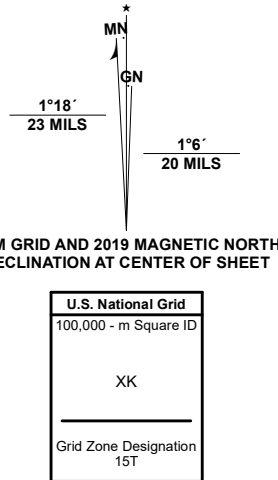 MN
GN
1°18´
23 MILS
1°6´
20 MILS
M GRID AND 2019 MAGNETIC NORTH
ECLINATION AT CENTER OF SHEET
U.S. National Grid
100,000 - m Square ID
XK
Grid Zone Designation
15T